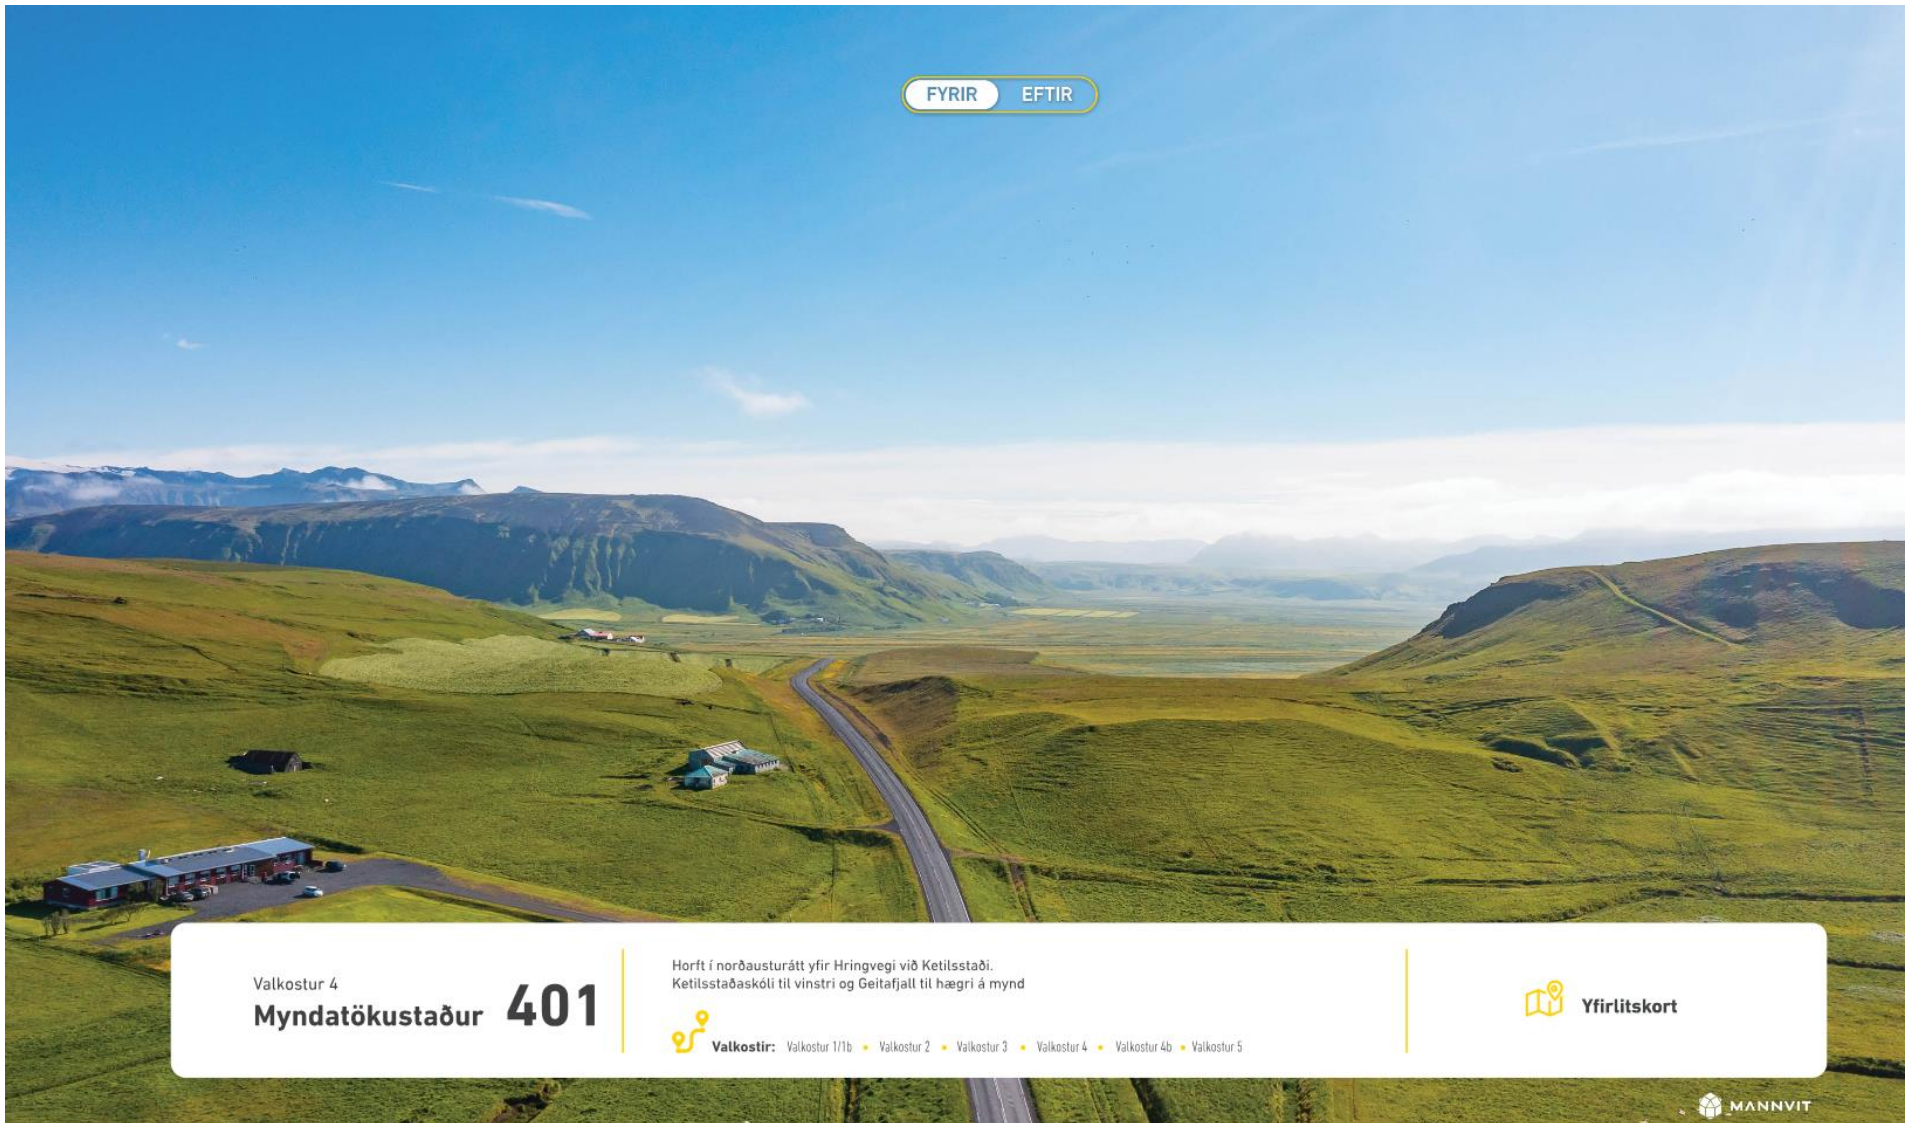 FYRIR EFTIR
Valkostur 4
Myndatökustaður 401
Horft í norðausturátt yfir Hringvegi við Ketilsstaði.
Ketilsstaðaskóli til vinstri og Geitafjall til hægri á mynd
Valkostir: Valkostur 1/1b • Valkostur 2 • Valkostur 3 • Valkostur 4 • Valkostur 4b • Valkostur 5
Yfirlitskort
MANNVIT